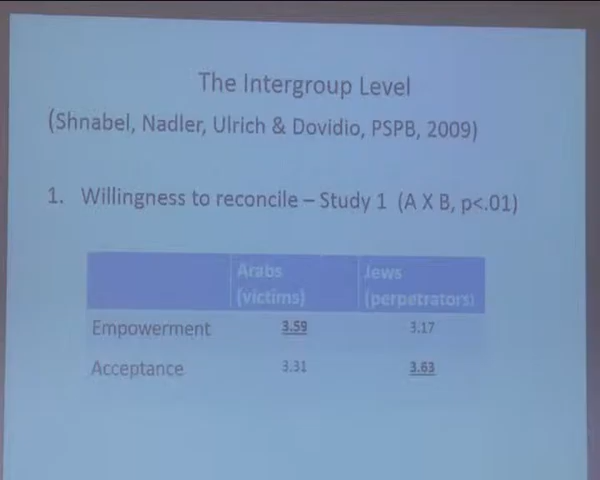 The Intergroup Level
(Shnabel, Nadler, Ulrich & Dovidio, PSPB, 2009)
1. Willingness to reconcile – Study 1 (A X B, p<.01)
Arabs (victims) Jews (perpetrators)
Empowerment 3.59 3.17
Acceptance 3.31 3.63